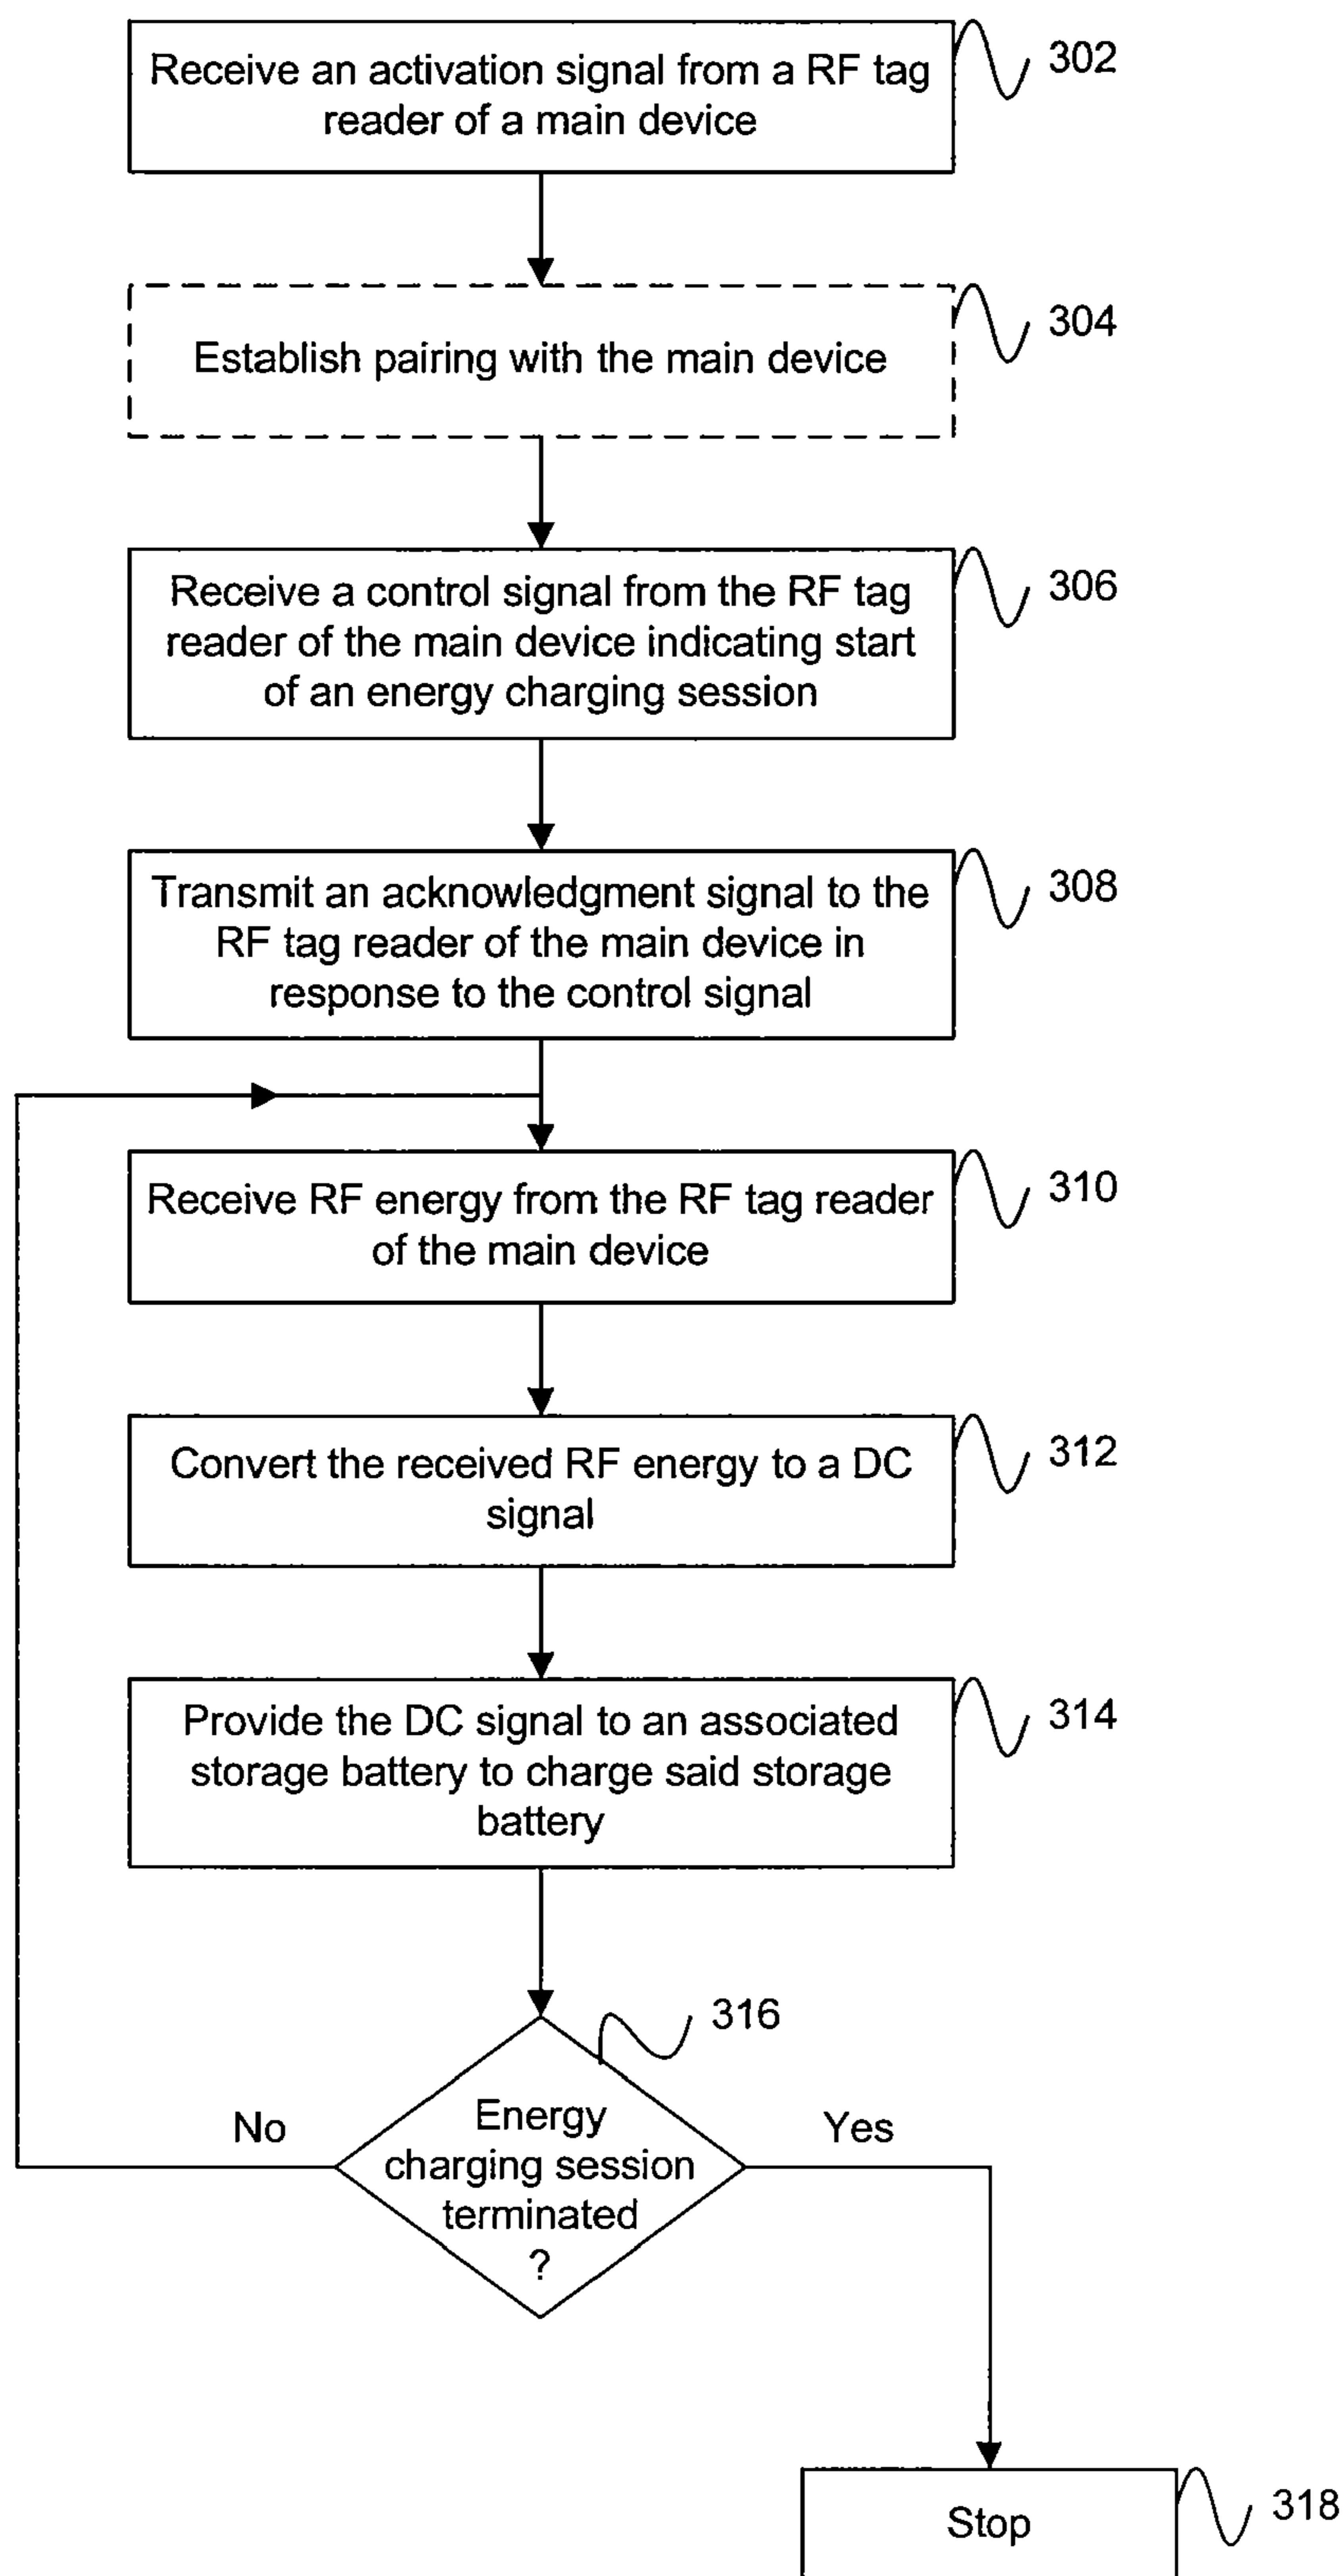 Receive an activation signal from a RF tag
reader of a main device
302
Establish pairing with the main device
304
Receive a control signal from the RF tag
reader of the main device indicating start
of an energy charging session
306
Transmit an acknowledgment signal to the
RF tag reader of the main device in
response to the control signal
308
Receive RF energy from the RF tag reader
of the main device
310
Convert the received RF energy to a DC
signal
312
Provide the DC signal to an associated
storage battery to charge said storage
battery
314
316
Energy
charging session
terminated
?
No
Yes
Stop
318